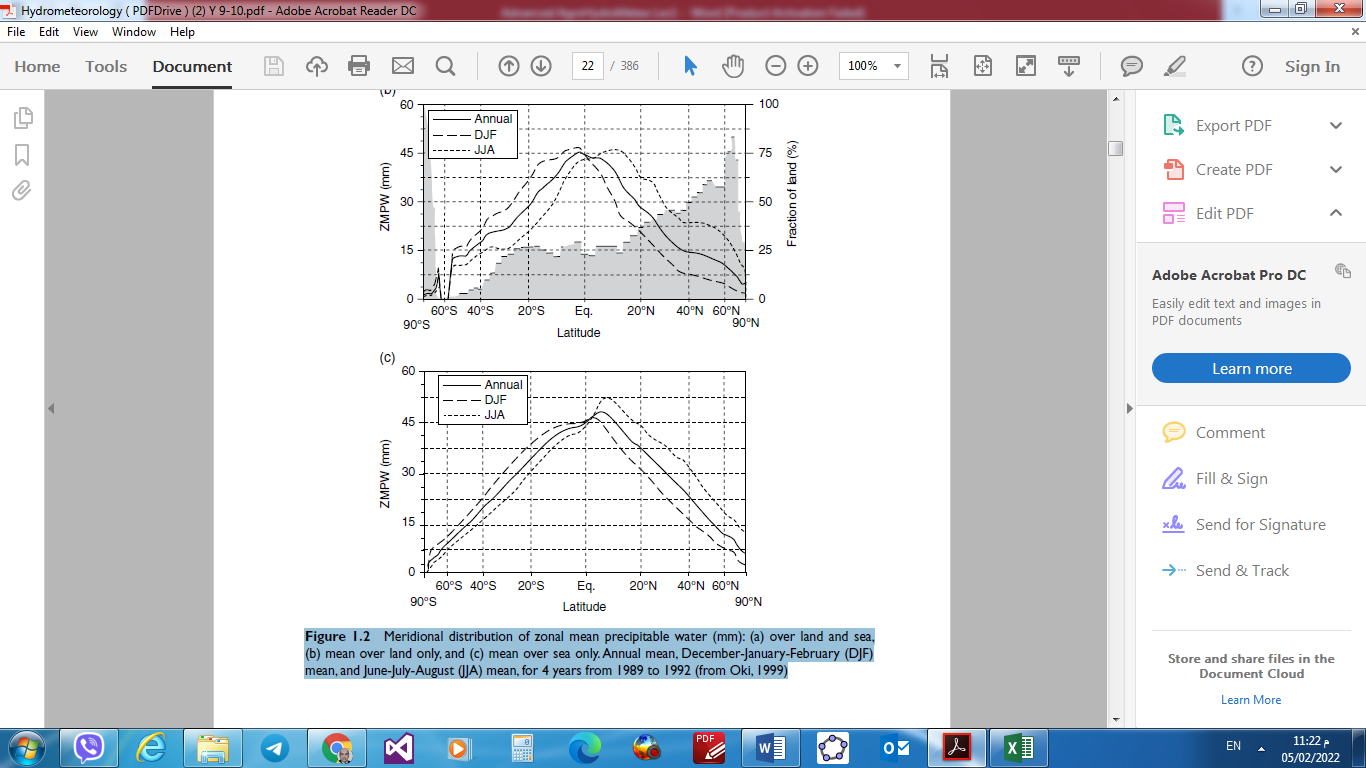 Hydrometeorology ( PDFDrive ) (2) Y 9-10.pdf - Adobe Acrobat Reader DC
File Edit View Window Help
Home Tools Document 22 / 386 100% Sign In
(b)
60 100
Annual
DJF
JJA
45 75
30 50
15 25
0 0
ZMPW (mm)
Fraction of land (%)
60°S 40°S 20°S Eq. 20°N 40°N 60°N
90°S 90°N
Latitude
(c)
60
Annual
DJF
JJA
45
30
15
0
ZMPW (mm)
60°S 40°S 20°S Eq. 20°N 40°N 60°N
90°S 90°N
Latitude
Figure 1.2 Meridional distribution of zonal mean precipitable water (mm): (a) over land and sea,
(b) mean over land only, and (c) mean over sea only. Annual mean, December-January-February (DJF)
mean, and June-July-August (JJA) mean, for 4 years from 1989 to 1992 (from Oki, 1999)
Export PDF
Create PDF
Edit PDF
Adobe Acrobat Pro DC
Easily edit text and images in
PDF documents
Learn more
Comment
Fill & Sign
Send for Signature
Send & Track
Store and share files in the
Document Cloud
Learn More
PDF
EN
11:22 م
05/02/2022